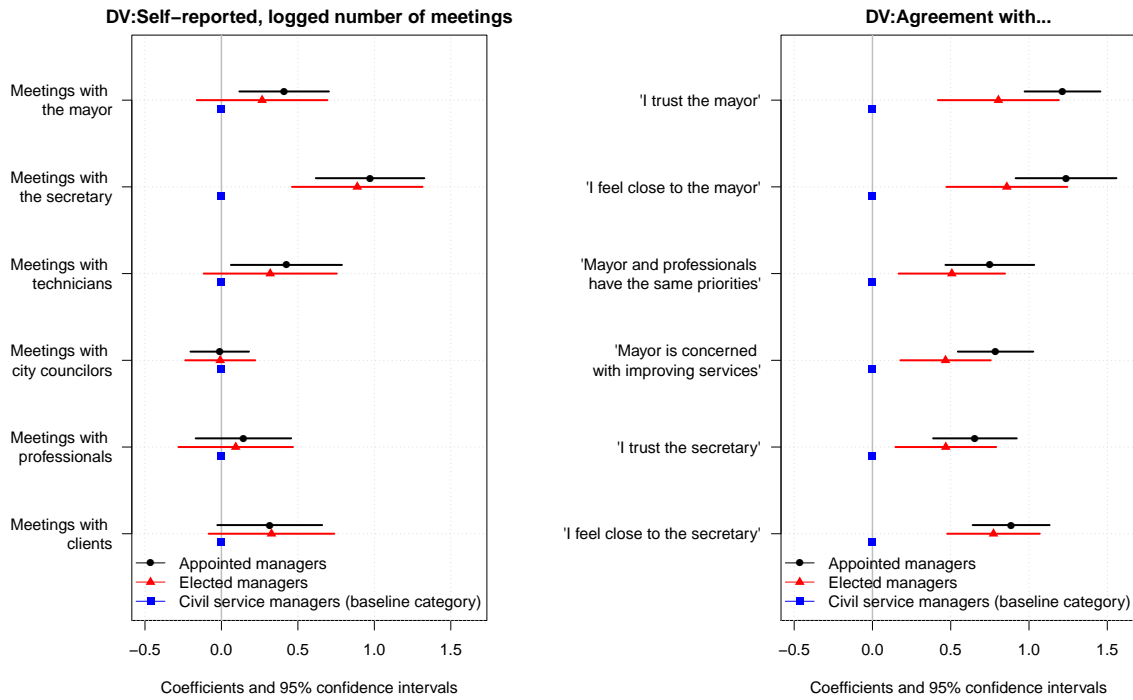 DV:Self−reported, logged number of meetings
Meetings with
the mayor
Meetings with
the secretary
Meetings with
technicians
Meetings with
city councilors
Meetings with
professionals
Meetings with
clients
Appointed managers
Elected managers
Civil service managers (baseline category)
−0.5 0.0 0.5 1.0 1.5
Coefficients and 95% confidence intervals
DV:Agreement with...
'I trust the mayor'
'I feel close to the mayor'
'Mayor and professionals
have the same priorities'
'Mayor is concerned
with improving services'
'I trust the secretary'
'I feel close to the secretary'
Appointed managers
Elected managers
Civil service managers (baseline category)
−0.5 0.0 0.5 1.0 1.5
Coefficients and 95% confidence intervals